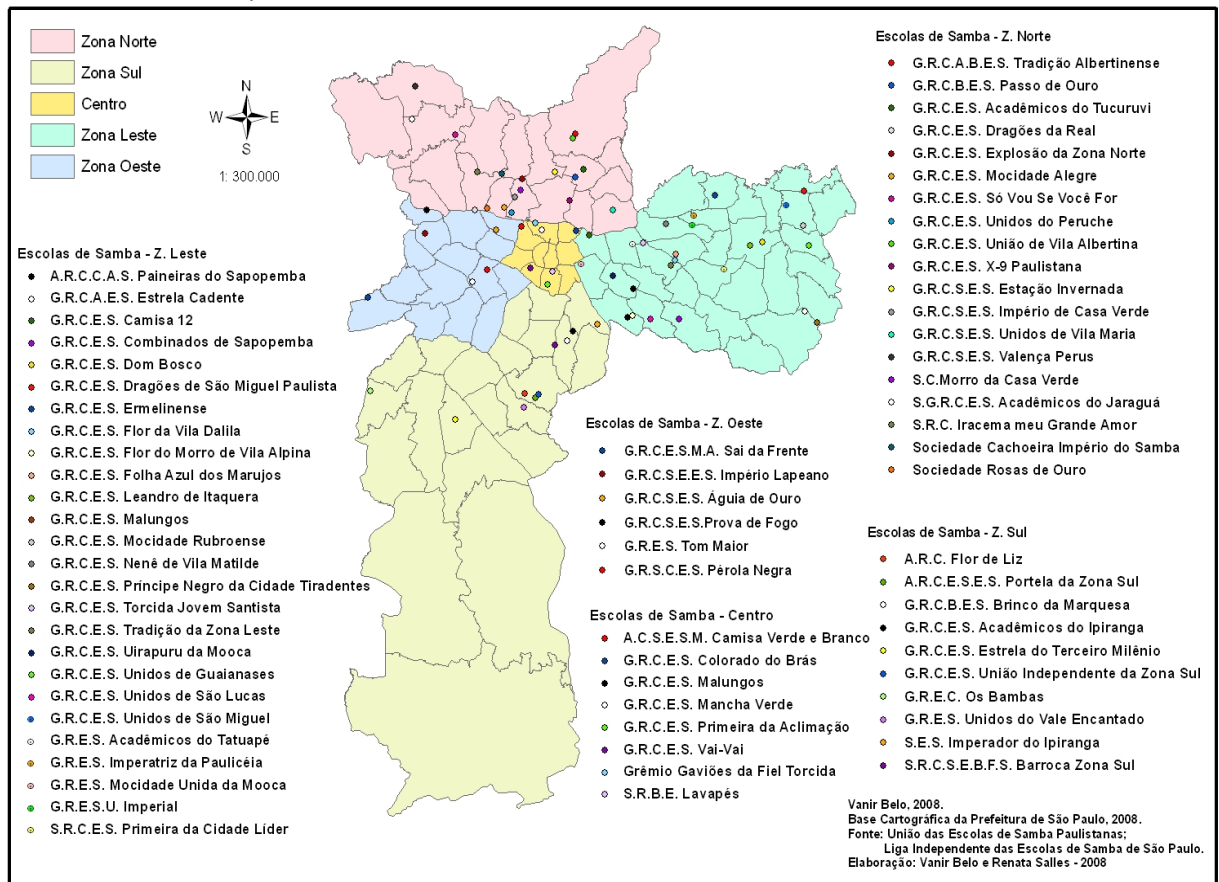 Zona Norte
Zona Sul
Centro
Zona Leste
Zona Oeste
N
W
E
S
1: 300.000
Escolas de Samba - Z. Leste
A.R.C.C.A.S. Paineiras do Sapopemba
G.R.C.A.E.S. Estrela Cadente
G.R.C.E.S. Camisa 12
G.R.C.E.S. Combinados de Sapopemba
G.R.C.E.S. Dom Bosco
G.R.C.E.S. Dragões de São Miguel Paulista
G.R.C.E.S. Ermelinense
G.R.C.E.S. Flor da Vila Dalila
G.R.C.E.S. Flor do Morro de Vila Alpina
G.R.C.E.S. Folha Azul dos Marujos
G.R.C.E.S. Leandro de Itaquera
G.R.C.E.S. Malungos
G.R.C.E.S. Mocidade Rubroense
G.R.C.E.S. Nenê de Vila Matilde
G.R.C.E.S. Príncipe Negro da Cidade Tiradentes
G.R.C.E.S. Torcida Jovem Santista
G.R.C.E.S. Tradição da Zona Leste
G.R.C.E.S. Uirapuru da Mooca
G.R.C.E.S. Unidos de Guaianases
G.R.C.E.S. Unidos de São Lucas
G.R.C.E.S. Unidos de São Miguel
G.R.E.S. Acadêmicos do Tatuapé
G.R.E.S. Imperatriz da Paulicéia
G.R.E.S. Mocidade Unida da Mooca
G.R.E.S.U. Imperial
S.R.C.E.S. Primeira da Cidade Líder
Escolas de Samba - Z. Oeste
G.R.C.E.S.M.A. Sai da Frente
G.R.C.S.E.E.S. Império Lapeano
G.R.C.S.E.S. Águia de Ouro
G.R.C.S.E.S.Prova de Fogo
G.R.E.S. Tom Maior
G.R.S.C.E.S. Pérola Negra
Escolas de Samba - Centro
A.C.S.E.S.M. Camisa Verde e Branco
G.R.C.E.S. Colorado do Brás
G.R.C.E.S. Malungos
G.R.C.E.S. Mancha Verde
G.R.C.E.S. Primeira da Aclimação
G.R.C.E.S. Vai-Vai
Grêmio Gaviões da Fiel Torcida
S.R.B.E. Lavapés
Escolas de Samba - Z. Norte
G.R.C.A.B.E.S. Tradição Albertinense
G.R.C.B.E.S. Passo de Ouro
G.R.C.E.S. Acadêmicos do Tucuruvi
G.R.C.E.S. Dragões da Real
G.R.C.E.S. Explosão da Zona Norte
G.R.C.E.S. Mocidade Alegre
G.R.C.E.S. Só Vou Se Você For
G.R.C.E.S. Unidos do Peruche
G.R.C.E.S. União de Vila Albertina
G.R.C.E.S. X-9 Paulistana
G.R.C.S.E.S. Estação Invernada
G.R.C.S.E.S. Império de Casa Verde
G.R.C.S.E.S. Unidos de Vila Maria
G.R.C.S.E.S. Valença Perus
S.C.Morro da Casa Verde
S.G.R.C.E.S. Acadêmicos do Jaraguá
S.R.C. Iracema meu Grande Amor
Sociedade Cachoeira Império do Samba
Sociedade Rosas de Ouro
Escolas de Samba - Z. Sul
A.R.C. Flor de Liz
A.R.C.E.S.E.S. Portela da Zona Sul
G.R.C.B.E.S. Brinco da Marquesa
G.R.C.E.S. Acadêmicos do Ipiranga
G.R.C.E.S. Estrela do Terceiro Milênio
G.R.C.E.S. União Independente da Zona Sul
G.R.E.C. Os Bambas
G.R.E.S. Unidos do Vale Encantado
S.E.S. Imperador do Ipiranga
S.R.C.S.E.B.F.S. Barroca Zona Sul
Vanir Belo, 2008.
Base Cartográfica da Prefeitura de São Paulo, 2008.
Fonte: União das Escolas de Samba Paulistanas;
Liga Independente das Escolas de Samba de São Paulo.
Elaboração: Vanir Belo e Renata Salles - 2008